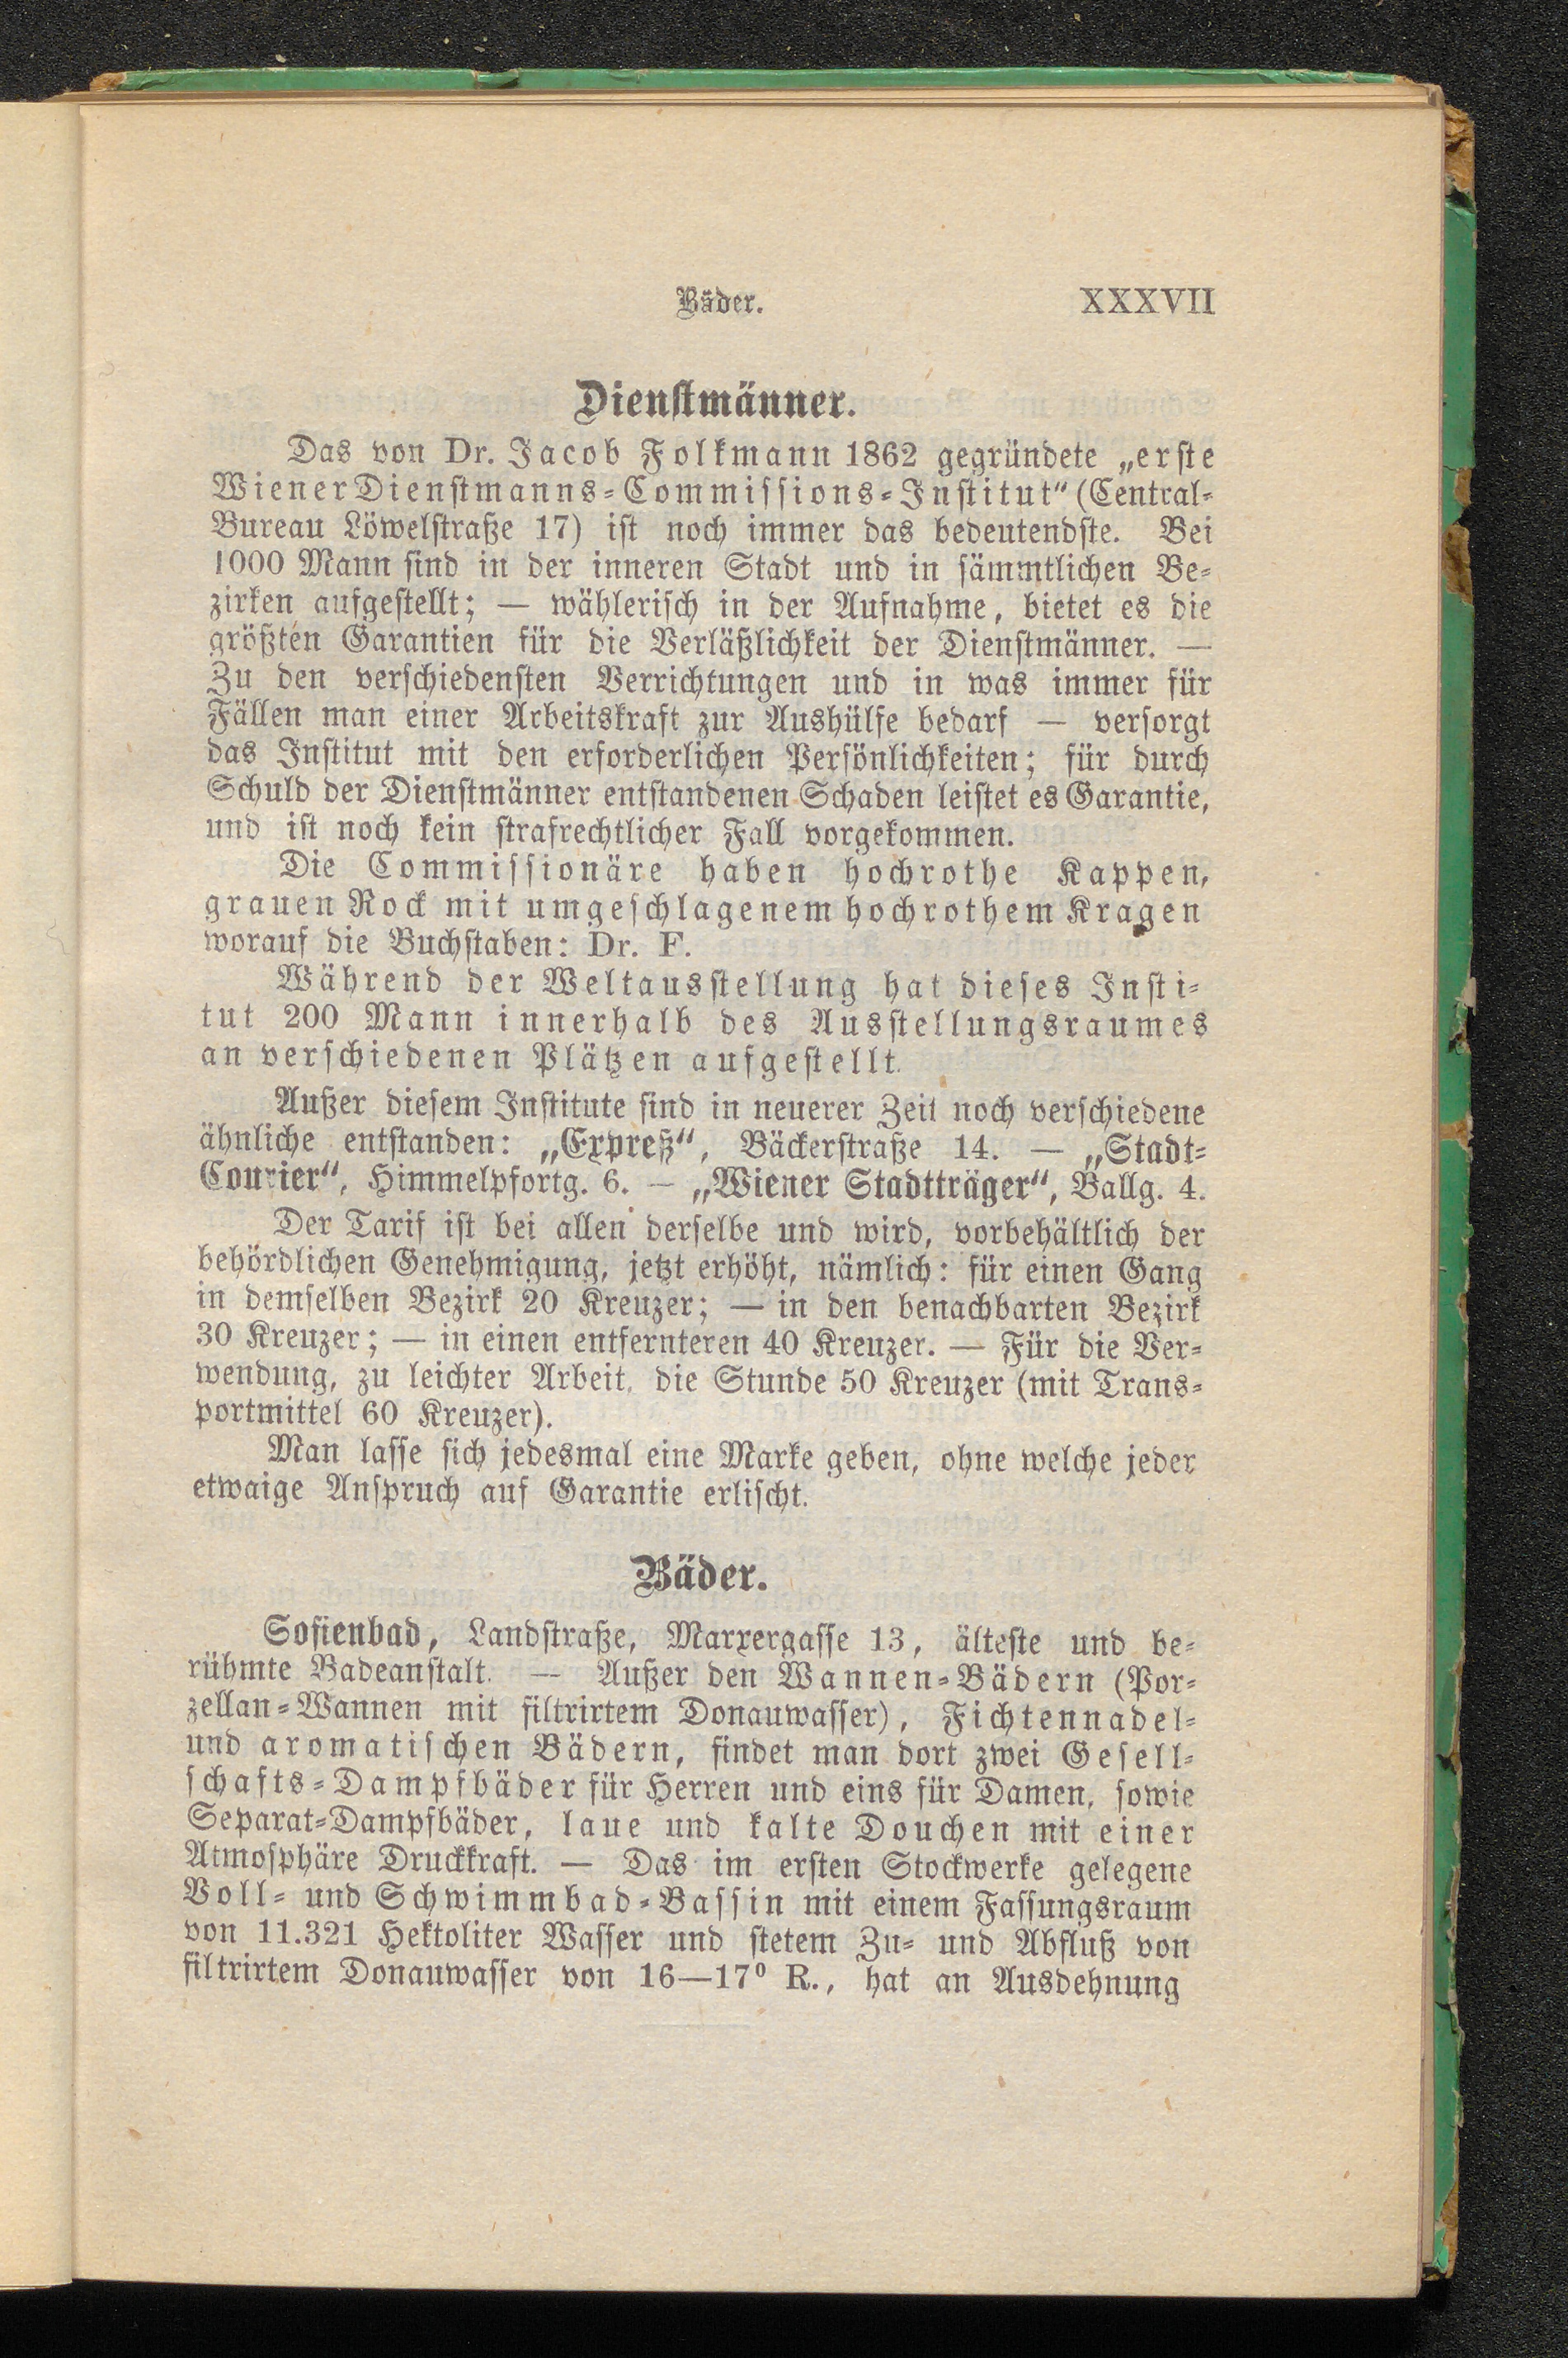 Bäder. XXXVII
Dienstmänner.
Das von Dr. Jacob Folkmann 1862 gegründete „erste
Wiener Dienstmanns-Commissions-Institut“ (Central-
Bureau Löwelstraße 17) ist noch immer das bedeutendste. Bei
1000 Mann sind in der inneren Stadt und in sämmtlichen Be-
zirken aufgestellt; — wählerisch in der Aufnahme, bietet es die
größten Garantien für die Verläßlichkeit der Dienstmänner. —
Zu den verschiedensten Verrichtungen und in was immer für
Fällen man einer Arbeitskraft zur Aushülfe bedarf — versorgt
das Institut mit den erforderlichen Persönlichkeiten; für durch
Schuld der Dienstmänner entstandenen Schaden leistet es Garantie,
und ist noch kein strafrechtlicher Fall vorgekommen.
Die Commissionäre haben hochrothe Kappen,
grauen Rock mit umgeschlagenem hochrothem Kragen
worauf die Buchstaben: Dr. F.
Während der Weltausstellung hat dieses Insti-
tut 200 Mann innerhalb des Ausstellungsraumes
an verschiedenen Plätzen aufgestellt.
Außer diesem Institute sind in neuerer Zeit noch verschiedene
ähnliche entstanden: „Expreß“, Bäckerstraße 14. — „Stadt-
Courier“, Himmelpfortg. 6. — „Wiener Stadtträger“, Ballg. 4.
Der Tarif ist bei allen derselbe und wird, vorbehältlich der
behördlichen Genehmigung, jetzt erhöht, nämlich: für einen Gang
in demselben Bezirk 20 Kreuzer; — in den benachbarten Bezirk
30 Kreuzer; — in einen entfernteren 40 Kreuzer. — Für die Ver-
wendung, zu leichter Arbeit, die Stunde 50 Kreuzer (mit Trans-
portmittel 60 Kreuzer).
Man lasse sich jedesmal eine Marke geben, ohne welche jeder
etwaige Anspruch auf Garantie erlischt.
Bäder.
Sofienbad, Landstraße, Marxergasse 13, älteste und be-
rühmte Badeanstalt. — Außer den Wannen-Bädern (Por-
zellan-Wannen mit filtrirtem Donauwasser), Fichtennadel-
und aromatischen Bädern, findet man dort zwei Gesell-
schafts-Dampfbäder für Herren und eins für Damen, sowie
Separat-Dampfbäder, laue und kalte Douchen mit einer
Atmosphäre Druckkraft. — Das im ersten Stockwerke gelegene
Voll- und Schwimmbad-Bassin mit einem Fassungsraum
von 11.321 Hektoliter Wasser und stetem Zu- und Abfluß von
filtrirtem Donauwasser von 16—17⁰ R., hat an Ausdehnung